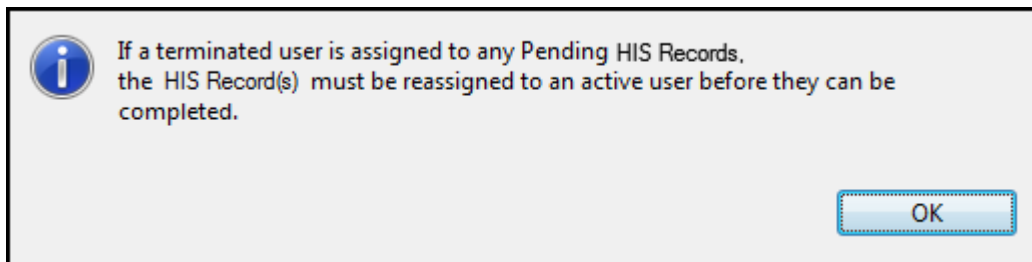 If a terminated user is assigned to any Pending HIS Records,
the HIS Record(s) must be reassigned to an active user before they can be
completed.
OK